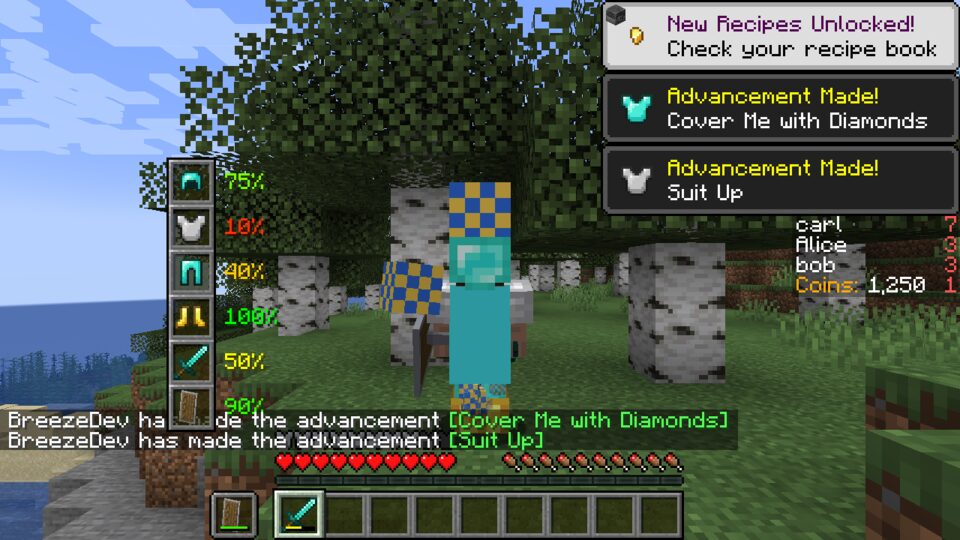 New Recipes Unlocked!
Check your recipe book
Advancement Made!
Cover Me with Diamonds
Advancement Made!
Suit Up
75%
10%
40%
100%
50%
90%
carl 7
Alice 3
bob 3
Coins: 1,250 1
BreezeDev ha de the advancement [Cover Me with Diamonds]
BreezeDev has made the advancement [Suit Up]